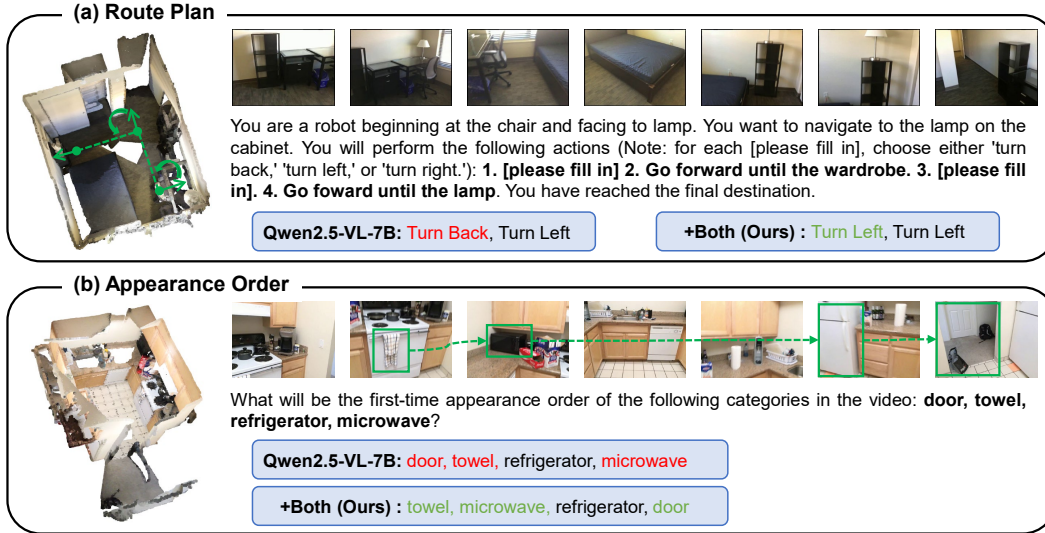 (a) Route Plan
You are a robot beginning at the chair and facing to lamp. You want to navigate to the lamp on the
cabinet. You will perform the following actions (Note: for each [please fill in], choose either 'turn
back,' 'turn left,' or 'turn right.'): 1. [please fill in] 2. Go forward until the wardrobe. 3. [please fill
in]. 4. Go foward until the lamp. You have reached the final destination.
Qwen2.5-VL-7B: Turn Back, Turn Left
+Both (Ours) : Turn Left, Turn Left
(b) Appearance Order
What will be the first-time appearance order of the following categories in the video: door, towel,
refrigerator, microwave?
Qwen2.5-VL-7B: door, towel, refrigerator, microwave
+Both (Ours) : towel, microwave, refrigerator, door